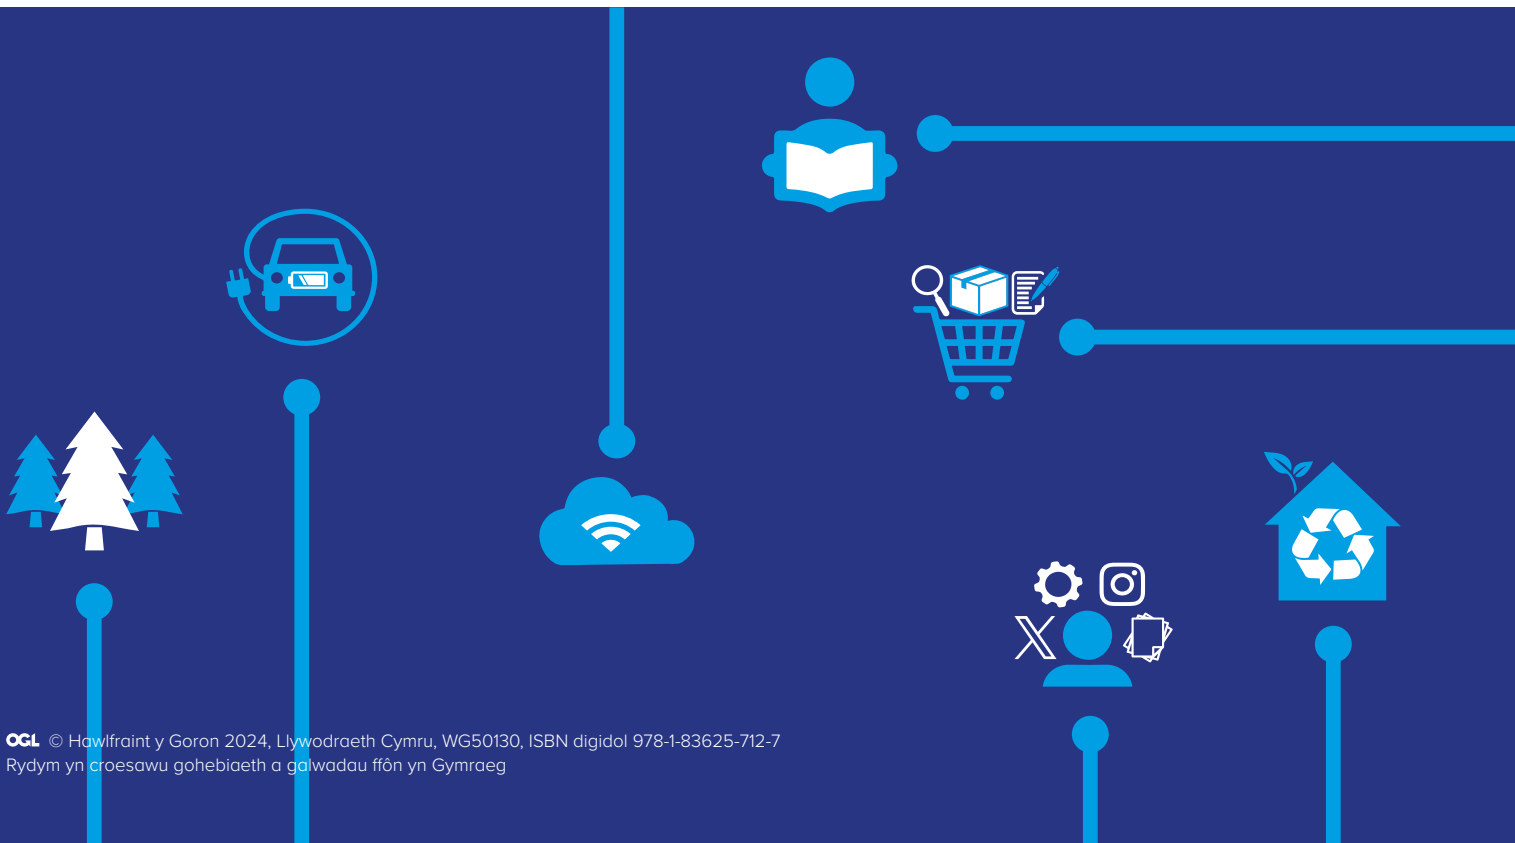 OGL © Hawlfraint y Goron 2024, Llywodraeth Cymru, WG50130, ISBN digidol 978-1-83625-712-7
Rydym yn croesawu gohebiaeth a galwadau ffôn yn Gymraeg